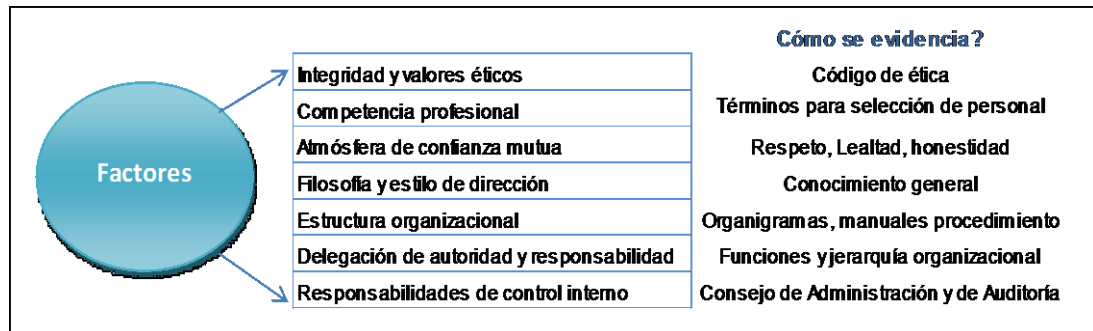 Cómo se evidencia?
Factores
Integridad y valores éticos Código de ética
Competencia profesional Términos para selección de personal
Atmósfera de confianza mutua Respeto, Lealtad, honestidad
Filosofía y estilo de dirección Conocimiento general
Estructura organizacional Organigramas, manuales procedimiento
Delegación de autoridad y responsabilidad Funciones y jerarquía organizacional
Responsabilidades de control interno Consejo de Administración y de Auditoría